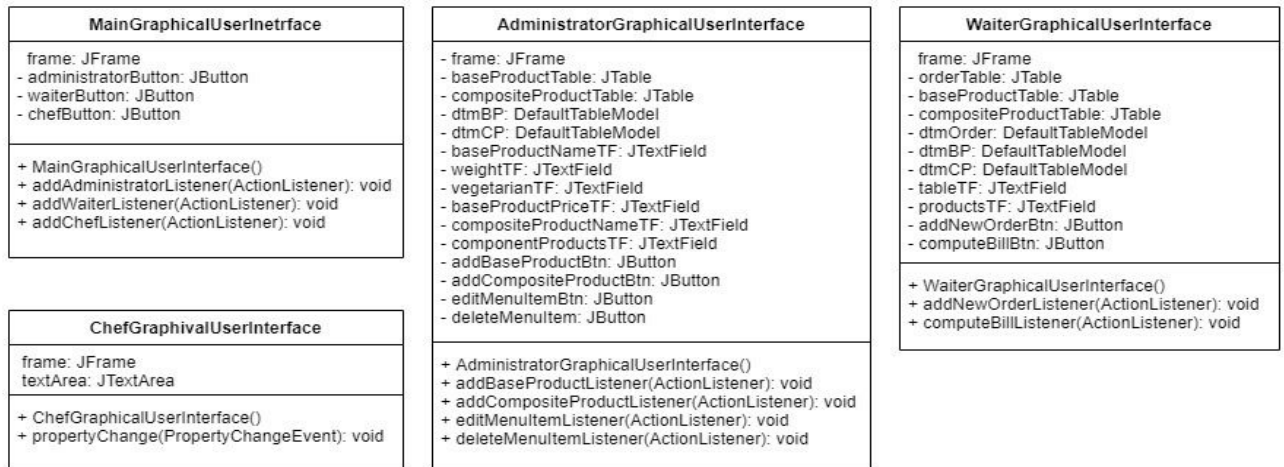 MainGraphicalUserInetrface
frame: JFrame
- administratorButton: JButton
- waiterButton: JButton
- chefButton: JButton
+ MainGraphicalUserInterface()
+ addAdministratorListener(ActionListener): void
+ addWaiterListener(ActionListener): void
+ addChefListener(ActionListener): void
ChefGraphivalUserInterface
frame: JFrame
textArea: JTextArea
+ ChefGraphicalUserInterface()
+ propertyChange(PropertyChangeEvent): void
AdministratorGraphicalUserInterface
- frame: JFrame
- baseProductTable: JTable
- compositeProductTable: JTable
- dtmBP: DefaultTableModel
- dtmCP: DefaultTableModel
- baseProductNameTF: JTextField
- weightTF: JTextField
- vegetarianTF: JTextField
- baseProductPriceTF: JTextField
- compositeProductNameTF: JTextField
- componentProductsTF: JTextField
- addBaseProductBtn: JButton
- addCompositeProductBtn: JButton
- editMenuItemBtn: JButton
- deleteMenuItem: JButton
+ AdministratorGraphicalUserInterface()
+ addBaseProductListener(ActionListener): void
+ addCompositeProductListener(ActionListener): void
+ editMenuItemListener(ActionListener): void
+ deleteMenuItemListener(ActionListener): void
WaiterGraphicalUserInterface
frame: JFrame
- orderTable: JTable
- baseProductTable: JTable
- compositeProductTable: JTable
- dtmOrder: DefaultTableModel
- dtmBP: DefaultTableModel
- dtmCP: DefaultTableModel
- tableTF: JTextField
- productsTF: JTextField
- addNewOrderBtn: JButton
- computeBillBtn: JButton
+ WaiterGraphicalUserInterface()
+ addNewOrderListener(ActionListener): void
+ computeBillListener(ActionListener): void